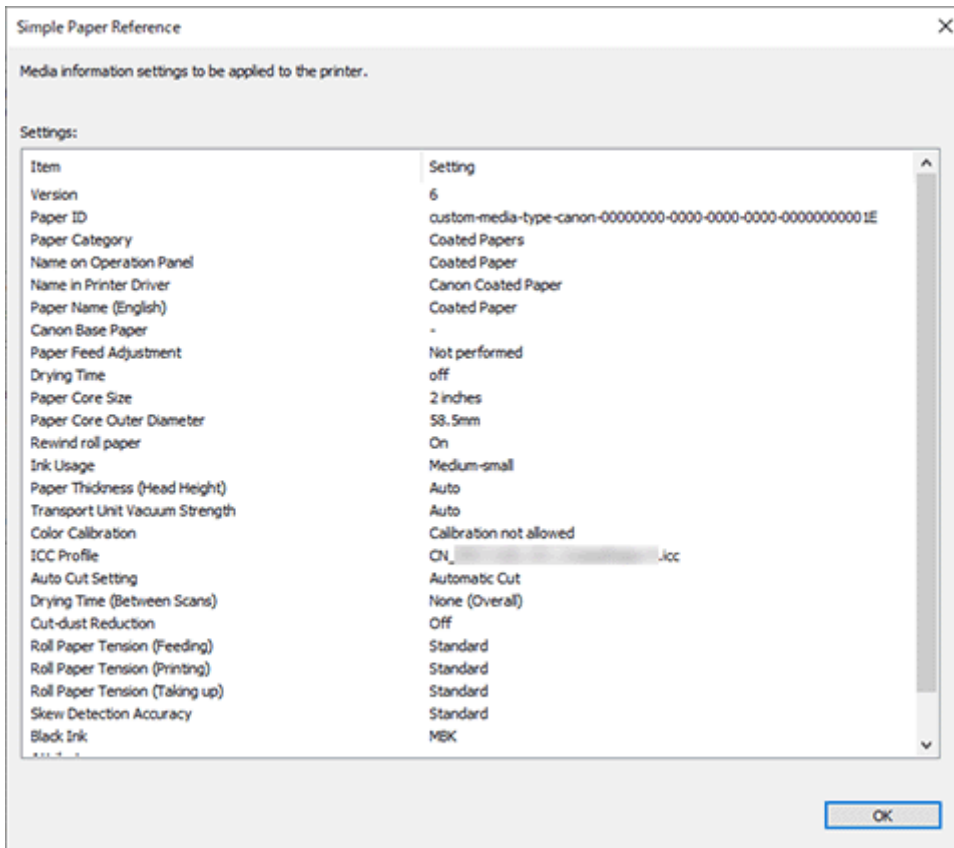 Simple Paper Reference
Media information settings to be applied to the printer.
Settings:
Item Setting
Version 6
Paper ID custom-media-type-canon-00000000-0000-0000-0000-00000000001E
Paper Category Coated Papers
Name on Operation Panel Coated Paper
Name in Printer Driver Canon Coated Paper
Paper Name (English) Coated Paper
Canon Base Paper -
Paper Feed Adjustment Not performed
Drying Time off
Paper Core Size 2 inches
Paper Core Outer Diameter 58.5mm
Rewind roll paper On
Ink Usage Medium-small
Paper Thickness (Head Height) Auto
Transport Unit Vacuum Strength Auto
Color Calibration Calibration not allowed
ICC Profile CN_ .icc
Auto Cut Setting Automatic Cut
Drying Time (Between Scans) None (Overall)
Cut-dust Reduction Off
Roll Paper Tension (Feeding) Standard
Roll Paper Tension (Printing) Standard
Roll Paper Tension (Taking up) Standard
Skew Detection Accuracy Standard
Black Ink MBK
OK